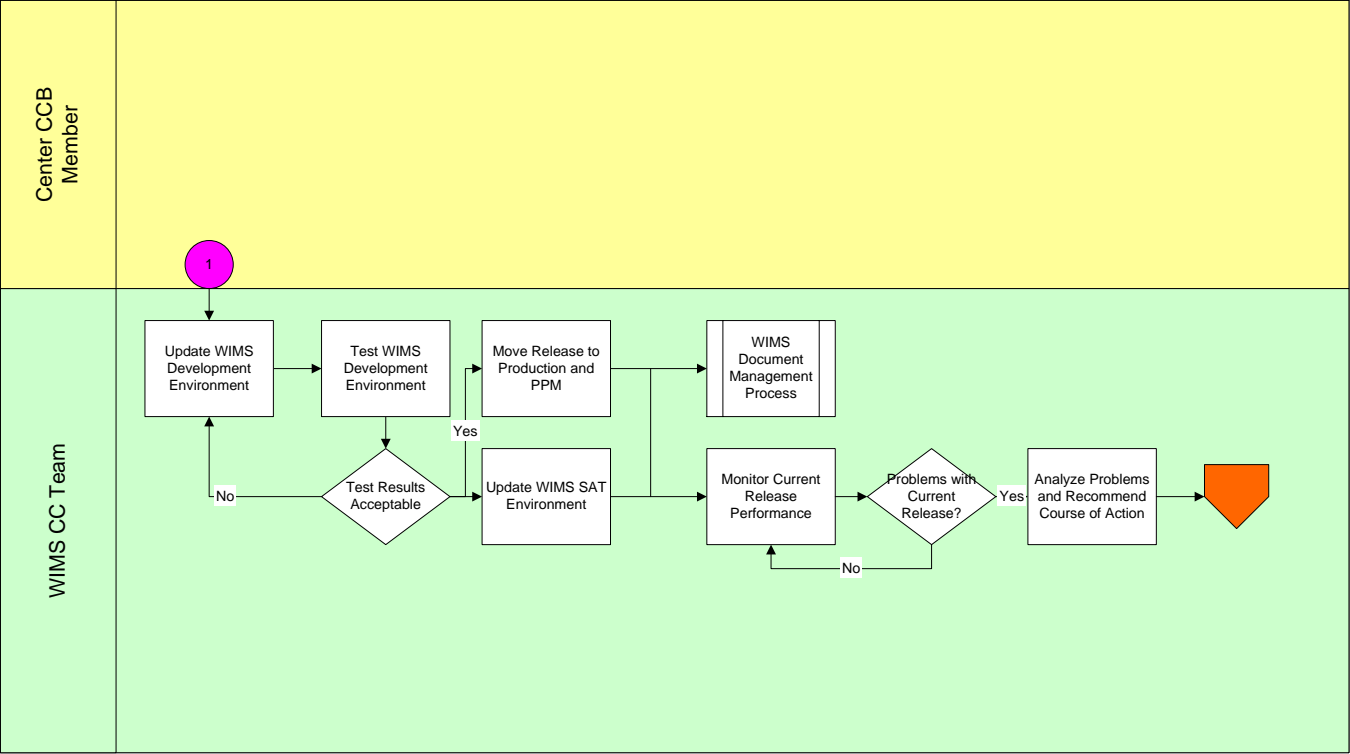 Center CCB
Member
1
WIMS CC Team
Update WIMS
Development
Environment
Test WIMS
Development
Environment
Move Release to
Production and
PPM
WIMS
Document
Management
Process
Yes
No
Test Results
Acceptable
Update WIMS SAT
Environment
Monitor Current
Release
Performance
Problems with
Current
Release?
Yes
Analyze Problems
and Recommend
Course of Action
No